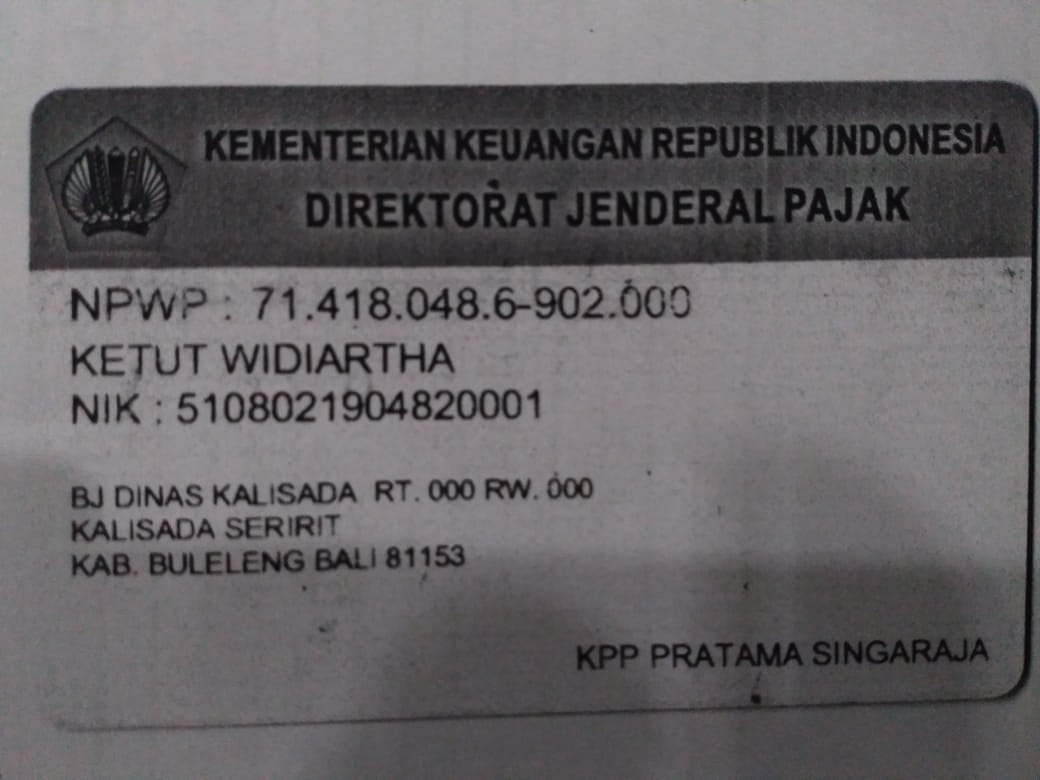 KEMENTERIAN KEUANGAN REPUBLIK INDONESIA
DIREKTORAT JENDERAL PAJAK
NPWP : 71.418.048.6-902.000
KETUT WIDIARTHA
NIK : 5108021904820001
BJ DINAS KALISADA RT. 000 RW. 000
KALISADA SERIRIT
KAB. BULELENG BALI 81153
KPP PRATAMA SINGARAJA